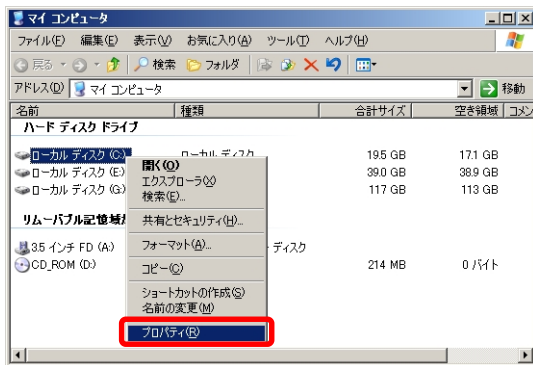 マイ コンピュータ
ファイル(F) 編集(E) 表示(V) お気に入り(A) ツール(T) ヘルプ(H)
戻る 検索 フォルダ
アドレス(D) マイ コンピュータ 移動
名前 種類 合計サイズ 空き領域 コメン
ハード ディスク ドライブ
ローカル ディスク (C:) ローカル ディスク 19.5 GB 17.1 GB
ローカル ディスク (E:) 39.0 GB 38.9 GB
ローカル ディスク (G:) 117 GB 113 GB
リムーバブル記憶域が
3.5 インチ FD (A:) ディスク
CD_ROM (D:) 214 MB 0 バイト
開く(O)
エクスプローラ(X)
検索(E)...
共有とセキュリティ(H)...
フォーマット(A)...
コピー(C)
ショートカットの作成(S)
名前の変更(M)
プロパティ(R)